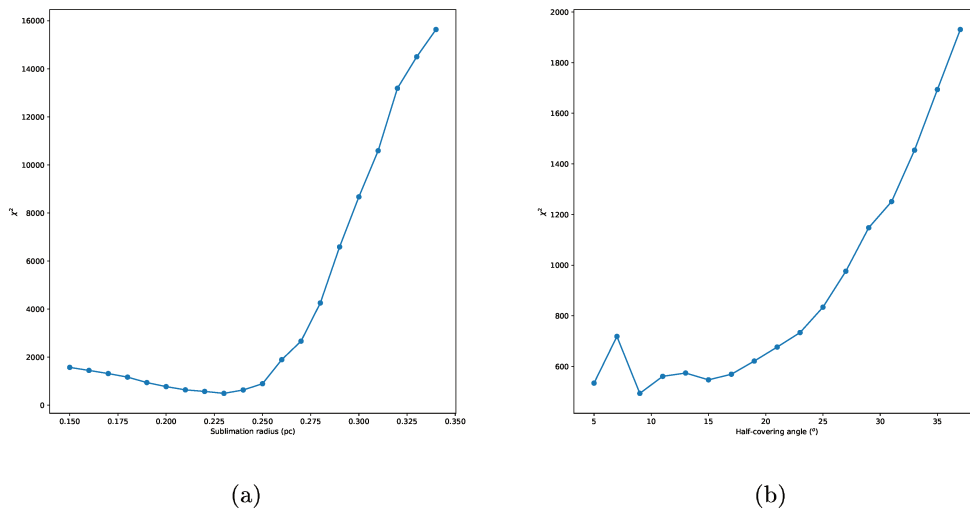 16000
14000
12000
10000
8000
6000
4000
2000
0
χ²
0.150 0.175 0.200 0.225 0.250 0.275 0.300 0.325 0.350
Sublimation radius (pc)
(a)
2000
1800
1600
1400
1200
1000
800
600
χ²
5 10 15 20 25 30 35
Half-covering angle (°)
(b)